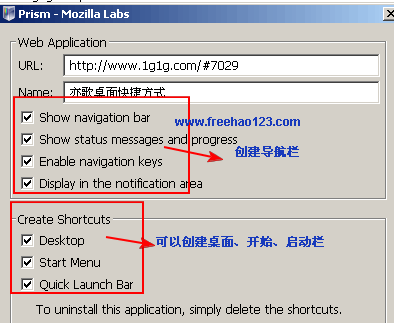 Prism - Mozilla Labs
Web Application
URL: http://www.1g1g.com/#7029
Name: 亦歌桌面快捷方式
Show navigation bar
www.freehao123.com
Show status messages and progress
创建导航栏
Enable navigation keys
Display in the notification area
Create Shortcuts
Desktop
可以创建桌面、开始、启动栏
Start Menu
Quick Launch Bar
To uninstall this application, simply delete the shortcuts.